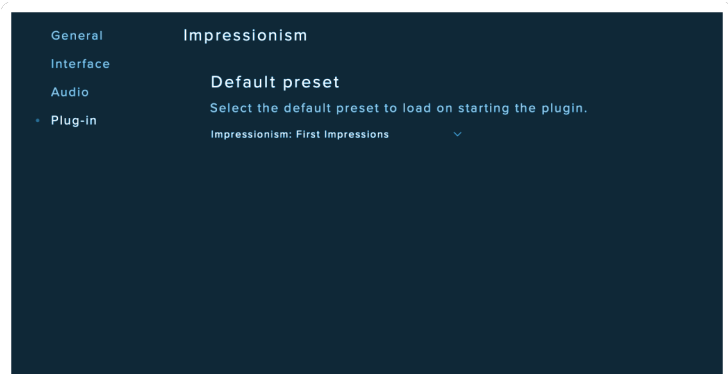 General
Interface
Audio
Plug-in
Impressionism
Default preset
Select the default preset to load on starting the plugin.
Impressionism: First Impressions